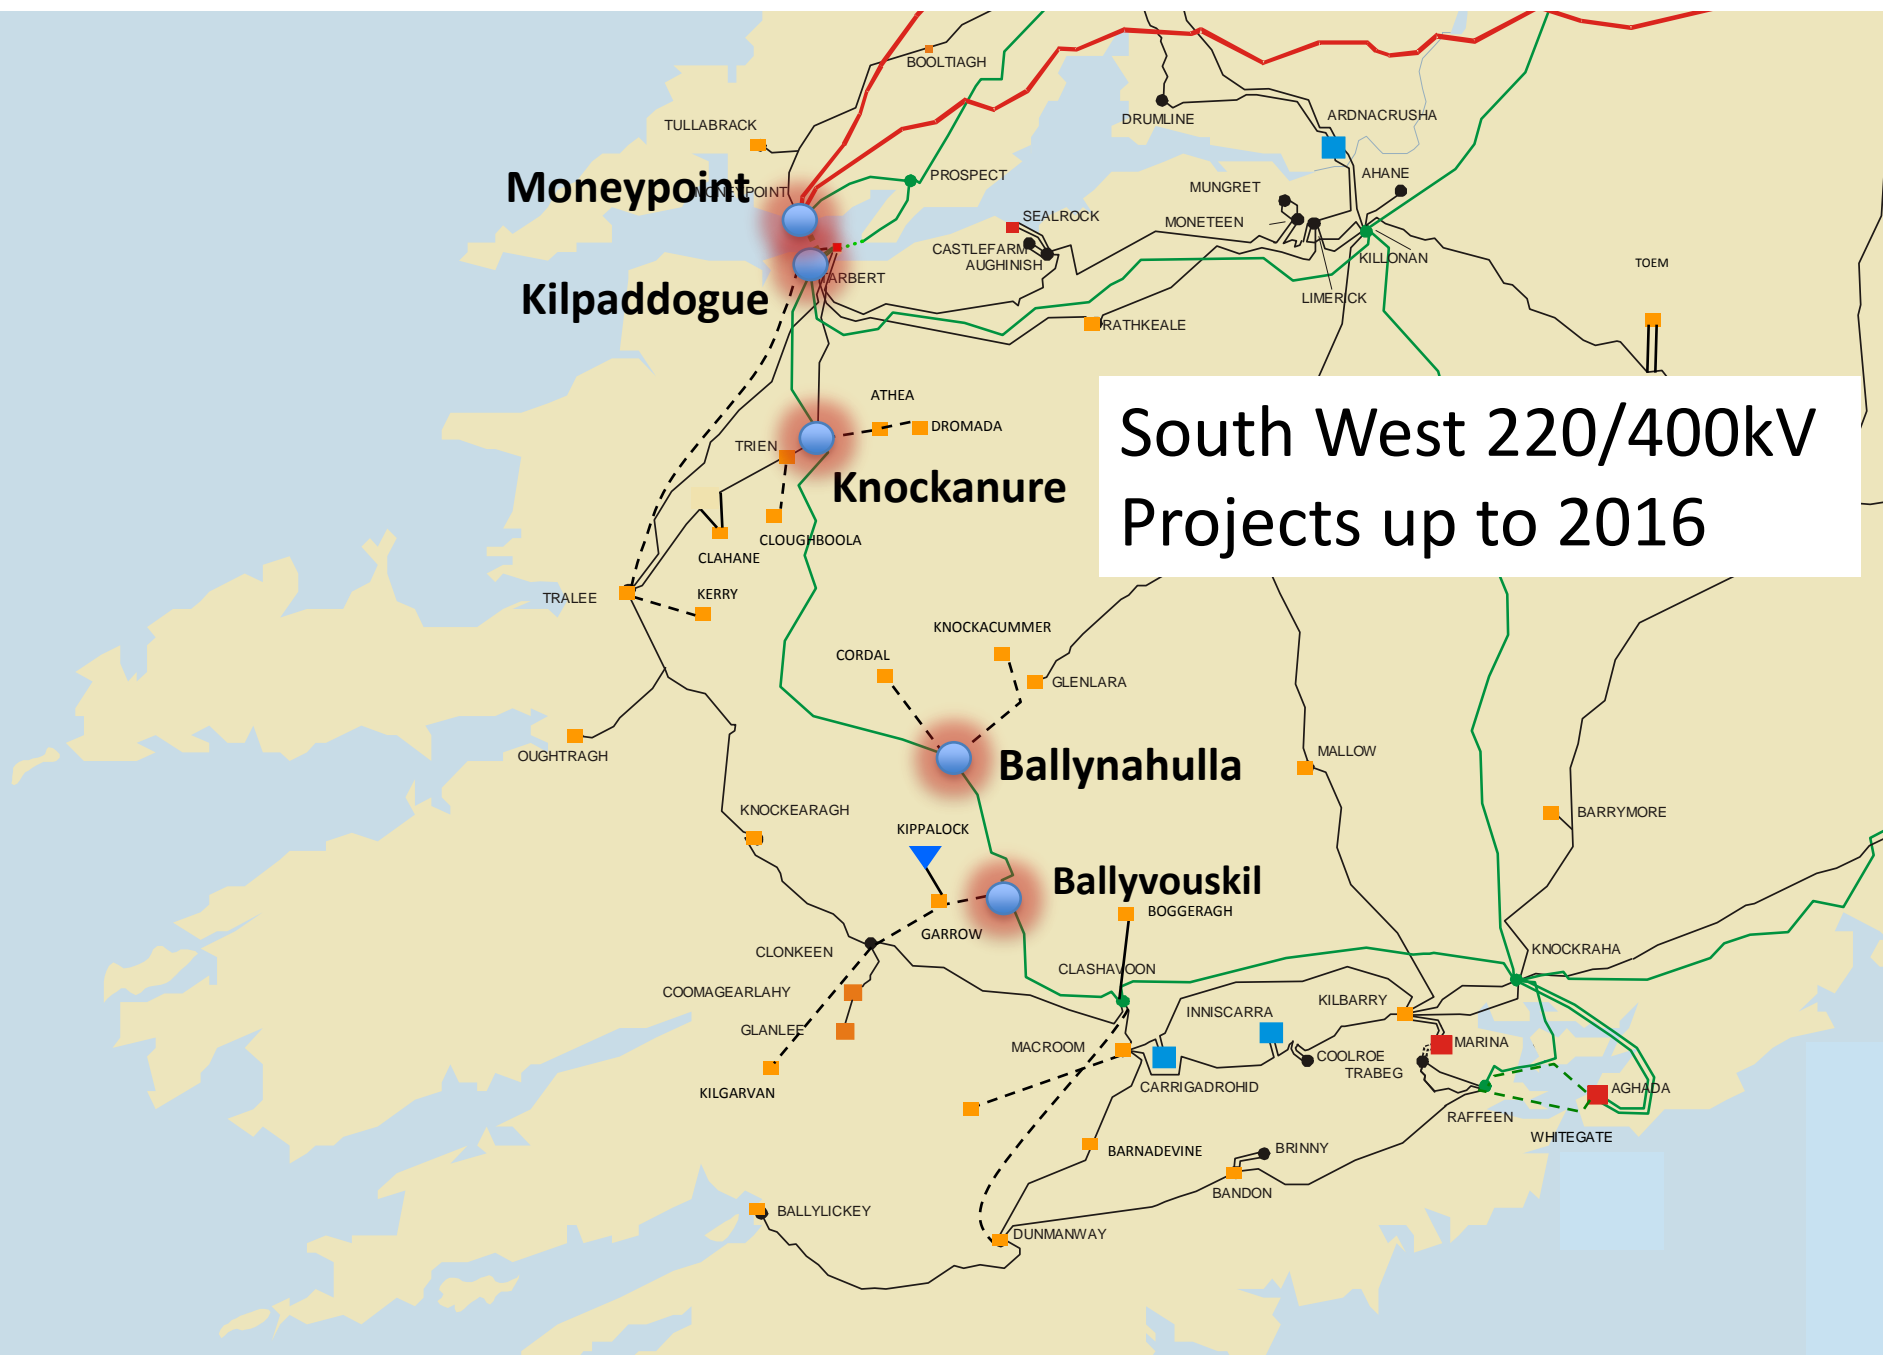 BOOLTIAGH
TULLABRACK
DRUMLINE
ARDNACRUSHA
Moneypoint
MONEYPOINT
PROSPECT
AHANE
MUNGRET
SEALROCK
MONETEEN
CASTLEFARM
AUGHINISH
KILLONAN
TOEM
TARBERT
Kilpaddogue
LIMERICK
RATHKEALE
ATHEA
DROMADA
TRIEN
South West 220/400kV
Projects up to 2016
Knockanure
CLOUGHBOOLA
CLAHANE
TRALEE
KERRY
KNOCKACUMMER
CORDAL
GLENLARA
OUGHTRAGH
Ballynahulla
MALLOW
KNOCKEARAGH
BARRYMORE
KIPPALOCK
Ballyvouskil
BOGGERAGH
GARROW
CLONKEEN
KNOCKRAHA
CLASHAVOON
COOMAGEARLAHY
KILBARRY
INNISCARRA
GLANLEE
MACROOM
MARINA
COOLROE
TRABEG
CARRIGADROHID
KILGARVAN
AGHADA
RAFFEEN
WHITEGATE
BARNADEVINE
BRINNY
BANDON
BALLYLICKEY
DUNMANWAY